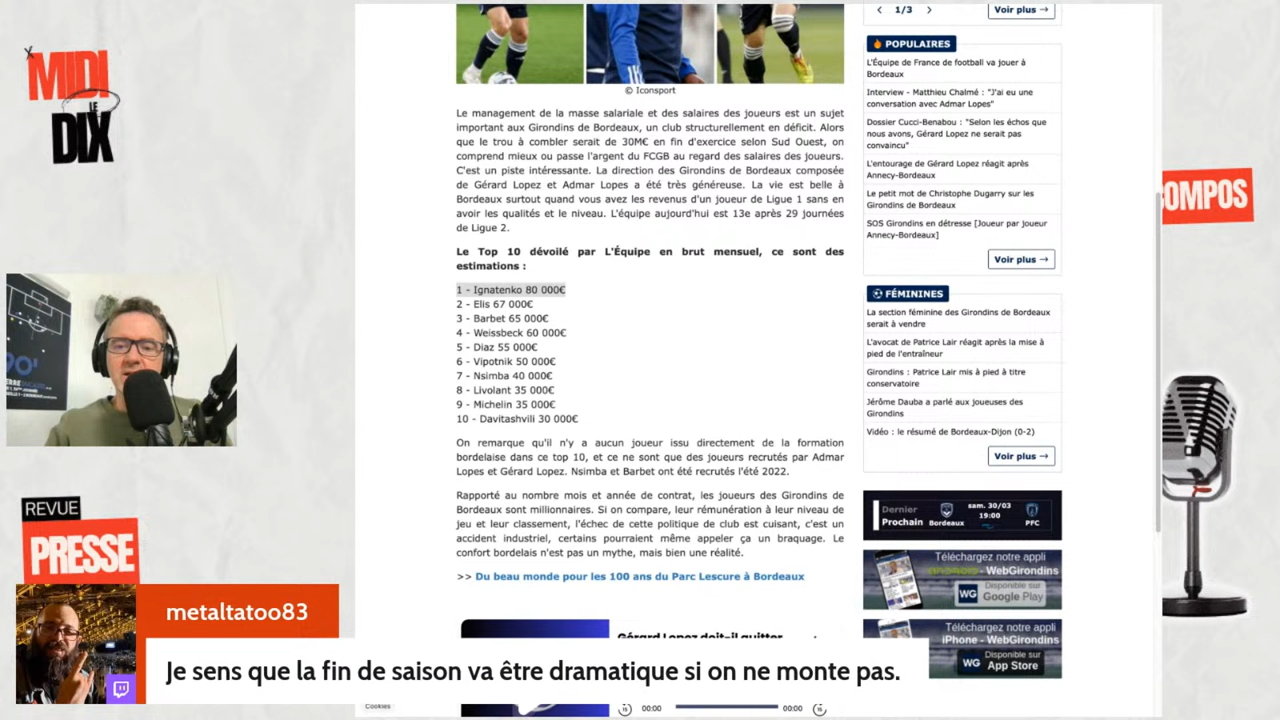 MIDI
LE
DIX
90'
REVUE
PRESSE
COMPOS
© Iconsport
Le management de la masse salariale et des salaires des joueurs est un sujet
important aux Girondins de Bordeaux, un club structurellement en déficit. Alors
que le trou à combler serait de 30M€ en fin d'exercice selon Sud Ouest, on
comprend mieux ou passe l'argent du FCGB au regard des salaires des joueurs.
C'est un piste intéressante. La direction des Girondins de Bordeaux composée
de Gérard Lopez et Admar Lopes a été très généreuse. La vie est belle à
Bordeaux surtout quand vous avez les revenus d'un joueur de Ligue 1 sans en
avoir les qualités et le niveau. L'équipe aujourd'hui est 13e après 29 journées
de Ligue 2.
Le Top 10 dévoilé par L'Équipe en brut mensuel, ce sont des
estimations :
1 - Ignatenko 80 000€
2 - Elis 67 000€
3 - Barbet 65 000€
4 - Weissbeck 60 000€
5 - Diaz 55 000€
6 - Vipotnik 50 000€
7 - Nsimba 40 000€
8 - Livolant 35 000€
9 - Michelin 35 000€
10 - Davitashvili 30 000€
On remarque qu'il n'y a aucun joueur issu directement de la formation
bordelaise dans ce top 10, et ce ne sont que des joueurs recrutés par Admar
Lopes et Gérard Lopez. Nsimba et Barbet ont été recrutés l'été 2022.
Rapporté au nombre mois et année de contrat, les joueurs des Girondins de
Bordeaux sont millionnaires. Si on compare, leur rémunération à leur niveau de
jeu et leur classement, l'échec de cette politique de club est cuisant, c'est un
accident industriel, certains pourraient même appeler ça un braquage. Le
confort bordelais n'est pas un mythe, mais bien une réalité.
>> Du beau monde pour les 100 ans du Parc Lescure à Bordeaux
Gérard Lopez doit-il quitter
00:00
00:00
Cookies
1/3
Voir plus →
POPULAIRES
L'Équipe de France de football va jouer à
Bordeaux
Interview - Matthieu Chalmé : "J'ai eu une
conversation avec Admar Lopes"
Dossier Cucci-Benabou : "Selon les échos que
nous avons, Gérard Lopez ne serait pas
convaincu"
L'entourage de Gérard Lopez réagit après
Annecy-Bordeaux
Le petit mot de Christophe Dugarry sur les
Girondins de Bordeaux
SOS Girondins en détresse [Joueur par joueur
Annecy-Bordeaux]
Voir plus →
FÉMININES
La section féminine des Girondins de Bordeaux
serait à vendre
L'avocat de Patrice Lair réagit après la mise à
pied de l'entraîneur
Girondins : Patrice Lair mis à pied à titre
conservatoire
Jérôme Dauba a parlé aux joueuses des
Girondins
Vidéo : le résumé de Bordeaux-Dijon (0-2)
Voir plus →
Dernier
Prochain
Bordeaux
sam. 30/03
19:00
PFC
Téléchargez notre appli
android - WebGirondins
WG
Disponible sur
Google Play
Téléchargez notre appli
iPhone - WebGirondins
WG
Disponible sur
App Store
metaltatoo83
Je sens que la fin de saison va être dramatique si on ne monte pas.